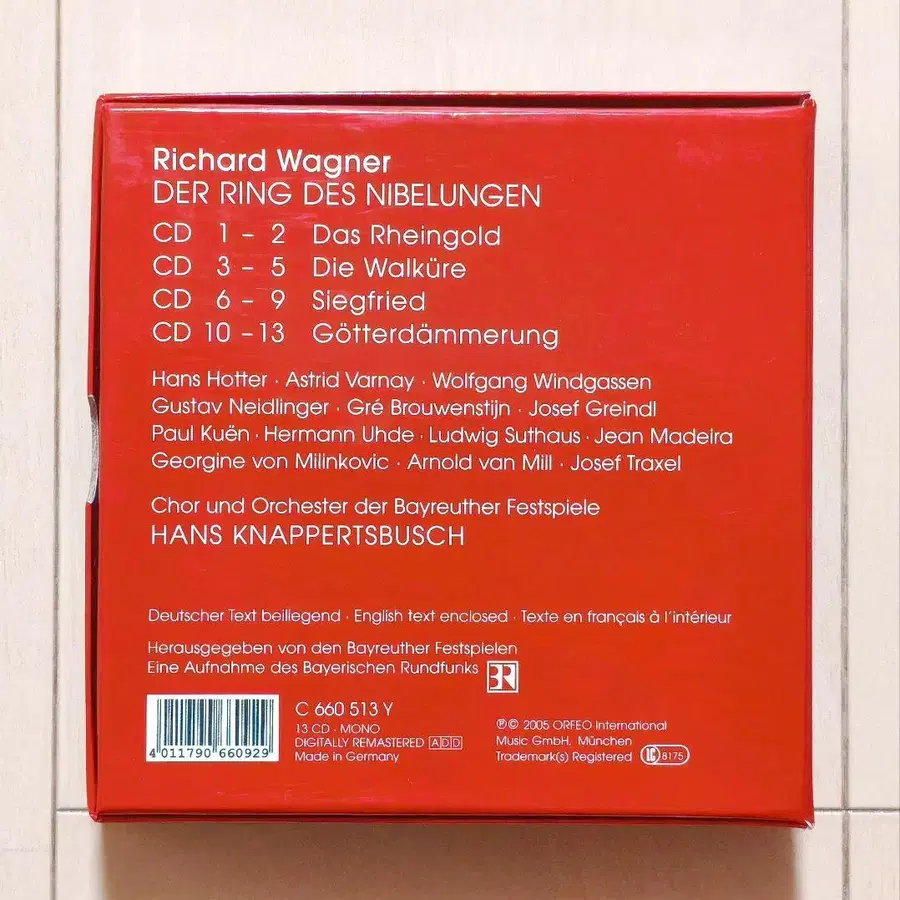 Richard Wagner
DER RING DES NIBELUNGEN
CD 1 – 2 Das Rheingold
CD 3 – 5 Die Walküre
CD 6 – 9 Siegfried
CD 10 – 13 Götterdämmerung
Hans Hotter · Astrid Varnay · Wolfgang Windgassen
Gustav Neidlinger · Gré Brouwenstijn · Josef Greindl
Paul Kuën · Hermann Uhde · Ludwig Suthaus · Jean Madeira
Georgine von Milinkovic · Arnold van Mill · Josef Traxel
Chor und Orchester der Bayreuther Festspiele
HANS KNAPPERTSBUSCH
Deutscher Text beiliegend · English text enclosed · Texte en français à l'intérieur
Herausgegeben von den Bayreuther Festspielen
Eine Aufnahme des Bayerischen Rundfunks BR
C 660 513 Y
13 CD · MONO
DIGITALLY REMASTERED ADD
Made in Germany
4 011790 660929
℗© 2005 ORFEO International
Music GmbH, München
Trademark(s) Registered LC 8175